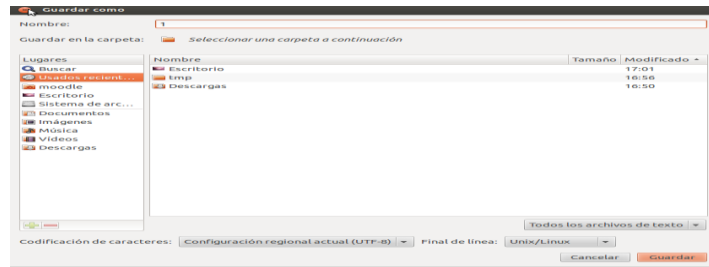 Guardar como
Nombre: 1
Guardar en la carpeta: Seleccionar una carpeta a continuación
Lugares Nombre Tamaño Modificado
Buscar Escritorio 17:01
Usados recient... tmp 16:56
moodle Descargas 16:50
Escritorio
Sistema de arc...
Documentos
Imágenes
Música
Vídeos
Descargas
Todos los archivos de texto
Codificación de caracteres: Configuración regional actual (UTF-8) Final de línea: Unix/Linux
Cancelar Guardar